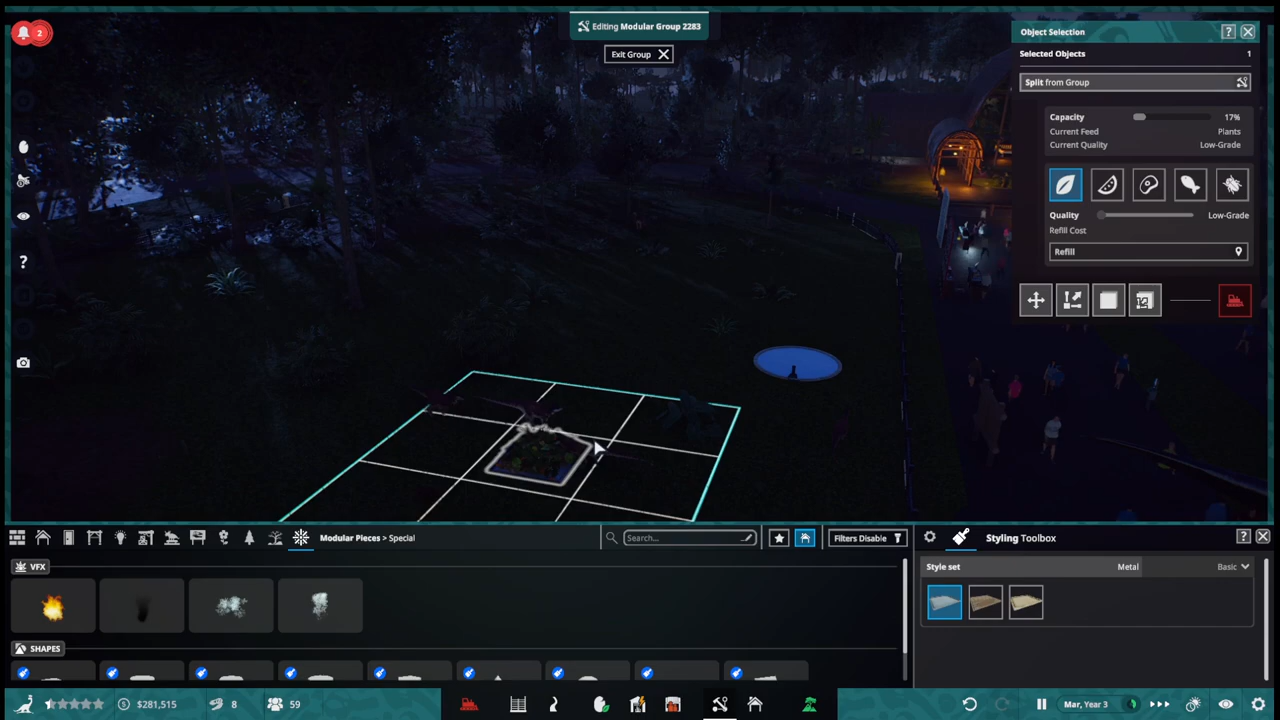 2
Editing Modular Group 2283
Exit Group
Object Selection
?
Selected Objects 1
Split from Group
Capacity 17%
Current Feed Plants
Current Quality Low-Grade
Quality Low-Grade
Refill Cost
Refill
?
Modular Pieces > Special
Search...
Filters Disable
Styling Toolbox
?
VFX
Style set Metal Basic
SHAPES
$281,515
8
59
Mar, Year 3